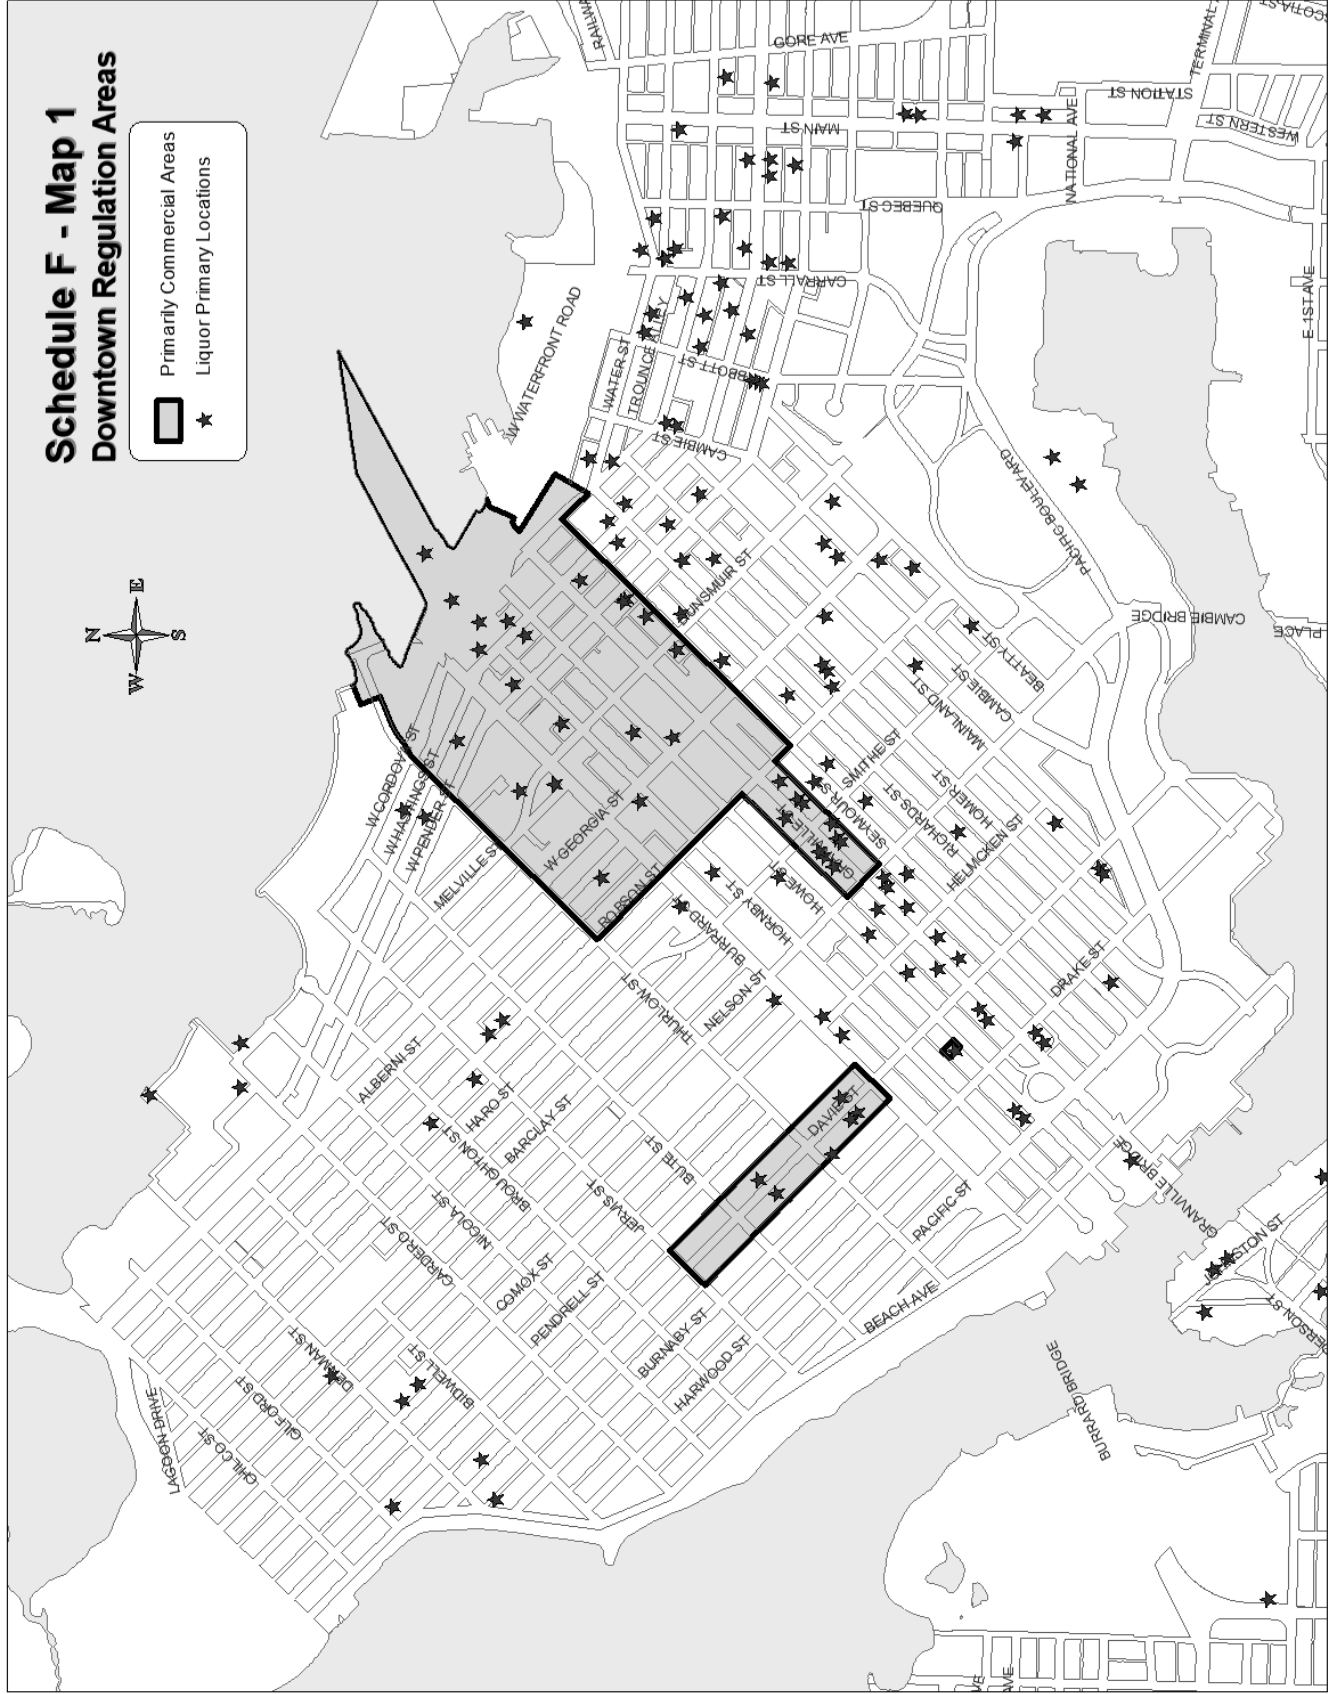 Schedule F - Map 1
Downtown Regulation Areas
Primarily Commercial Areas
Liquor Primary Locations
N
W
E
S
LAGOON DRIVE
CHILCO ST
GILFORD ST
DENMAN ST
BIDWELL ST
CARDERO ST
NICOLA ST
BROUGHTON ST
JERVIS ST
BUTE ST
THURLOW ST
BURRARD ST
HORNBY ST
HOWE ST
GRANVILLE ST
SEYMOUR ST
RICHARDS ST
HOMER ST
MAINLAND ST
CAMBIE ST
BEATTY ST
ALBERNI ST
HARO ST
BARCLAY ST
COMOX ST
PENDRELL ST
DAVIE ST
BURNABY ST
HARWOOD ST
PACIFIC ST
BEACH AVE
MELVILLE ST
W PENDER ST
W HASTINGS ST
W CORDOVA ST
W GEORGIA ST
ROBSON ST
NELSON ST
SMITHE ST
HELMCKEN ST
DRAKE ST
DUNSMUIR ST
W WATERFRONT ROAD
WATER ST
TROUNCE ALLEY
CAMBIE ST
ABBOTT ST
CARRALL ST
QUEBEC ST
MAIN ST
GORE AVE
NATIONAL AVE
STATION ST
WESTERN ST
E 1ST AVE
PACIFIC BOULEVARD
CAMBIE BRIDGE
PLACE
GRANVILLE BRIDGE
JOHNSTON ST
BURRARD BRIDGE